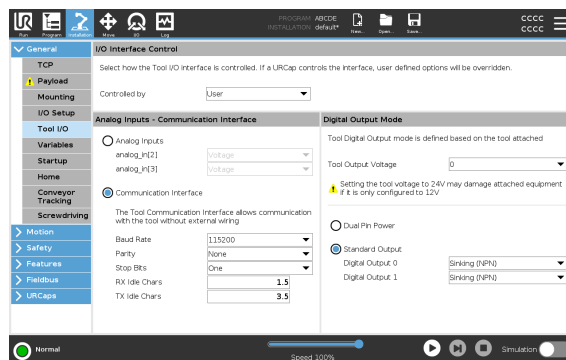 PROGRAM ABCDE
INSTALLATION default*
CCCC
CCCC
Run
Program
Installation
Move
I/O
Log
New...
Open...
Save...
General
TCP
Payload
Mounting
I/O Setup
Tool I/O
Variables
Startup
Home
Conveyor
Tracking
Screwdriving
Motion
Safety
Features
Fieldbus
URCaps
I/O Interface Control
Select how the Tool I/O interface is controlled. If a URCap controls the interface, user defined options will be overridden.
Controlled by
User
Analog Inputs - Communication Interface
Analog Inputs
analog_in[2]
Voltage
analog_in[3]
Voltage
Communication Interface
The Tool Communication Interface allows communication
with the tool without external wiring
Baud Rate
115200
Parity
None
Stop Bits
One
RX Idle Chars
1.5
TX Idle Chars
3.5
Digital Output Mode
Tool Digital Output mode is defined based on the tool attached
Tool Output Voltage
0
Setting the tool voltage to 24V may damage attached equipment
if it is only configured to 12V
Dual Pin Power
Standard Output
Digital Output 0
Sinking (NPN)
Digital Output 1
Sinking (NPN)
Normal
Speed 100%
Simulation